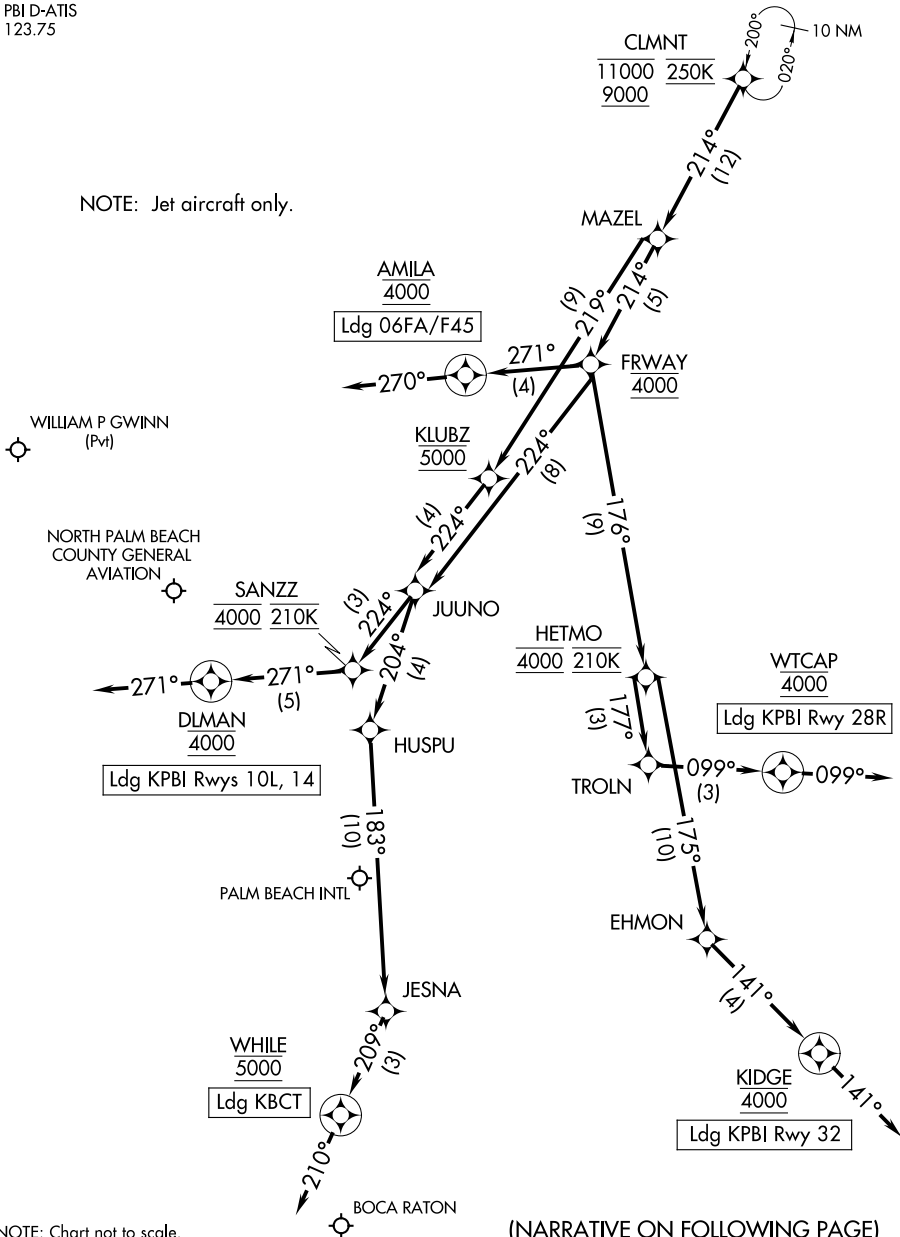 PBI D-ATIS
123.75
CLMNT
11000 250K
9000
200°
020°
10 NM
214°
(12)
NOTE: Jet aircraft only.
MAZEL
AMILA
4000
Ldg 06FA/F45
(9)
219°
214°
(5)
270°
271°
(4)
FRWAY
4000
WILLIAM P GWINN
(Pvt)
KLUBZ
5000
224°
(8)
(4)
224°
176°
(9)
NORTH PALM BEACH
COUNTY GENERAL
AVIATION
SANZZ
4000 210K
JUUNO
(3)
224°
204°
(4)
HETMO
4000 210K
WTCAP
4000
Ldg KPBI Rwy 28R
271°
271°
(5)
DLMAN
4000
Ldg KPBI Rwys 10L, 14
HUSPU
177°
(3)
TROLN
099°
(3)
099°
183°
(10)
175°
(10)
PALM BEACH INTL
EHMON
141°
(4)
JESNA
209°
(3)
WHILE
5000
Ldg KBCT
KIDGE
4000
141°
Ldg KPBI Rwy 32
210°
BOCA RATON
NOTE: Chart not to scale.
(NARRATIVE ON FOLLOWING PAGE)